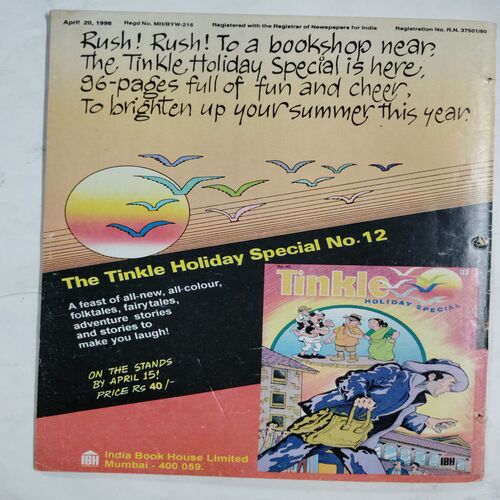 April 20, 1998 Regd No. MH/BYW-216 Registered with the Registrar of Newspapers for India Registration No. R.N. 37501/80
Rush! Rush! To a bookshop near,
The Tinkle Holiday Special is here,
96-pages full of fun and cheer,
To brighten up your summer this year.
The Tinkle Holiday Special No. 12
A feast of all-new, all-colour,
folktales, fairytales,
adventure stories
and stories to
make you laugh!
ON THE STANDS
BY APRIL 15!
PRICE RS 40/-
Tinkle
HOLIDAY SPECIAL
12
IBH
IBH
India Book House Limited
Mumbai - 400 059.